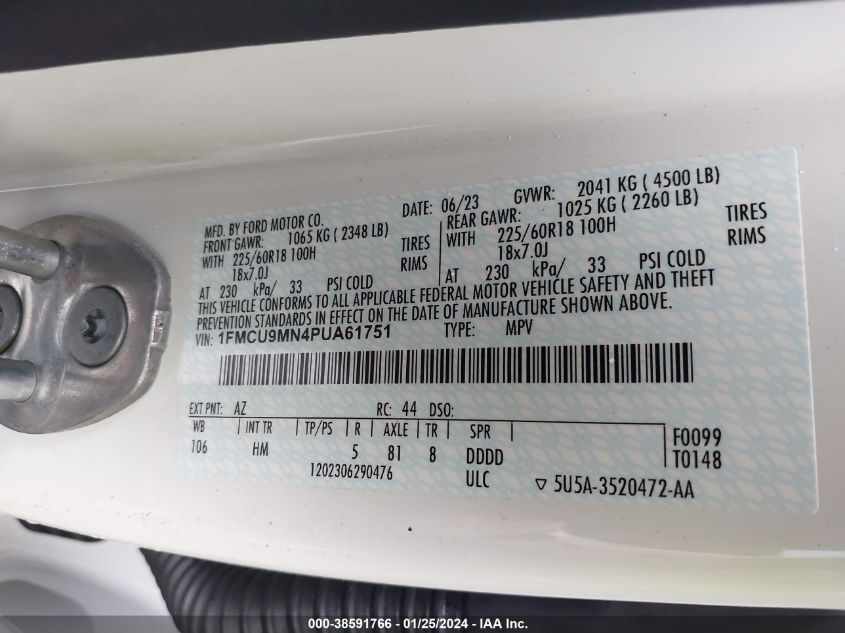 MFD. BY FORD MOTOR CO. DATE: 06/23 GVWR: 2041 KG ( 4500 LB)
FRONT GAWR: 1065 KG ( 2348 LB) REAR GAWR: 1025 KG ( 2260 LB)
WITH 225/60R18 100H TIRES WITH 225/60R18 100H TIRES
18x7.0J RIMS 18x7.0J RIMS
AT 230 kPa/ 33 PSI COLD AT 230 kPa/ 33 PSI COLD
THIS VEHICLE CONFORMS TO ALL APPLICABLE FEDERAL MOTOR VEHICLE SAFETY AND THEFT
PREVENTION STANDARDS IN EFFECT ON THE DATE OF MANUFACTURE SHOWN ABOVE.
VIN: 1FMCU9MN4PUA61751 TYPE: MPV
EXT PNT: AZ RC: 44 DSO:
WB INT TR TP/PS R AXLE TR SPR F0099
106 HM 5 81 8 DDDD T0148
1202306290476 ULC ▽ 5U5A-3520472-AA
000-38591766 - 01/25/2024 - IAA Inc.